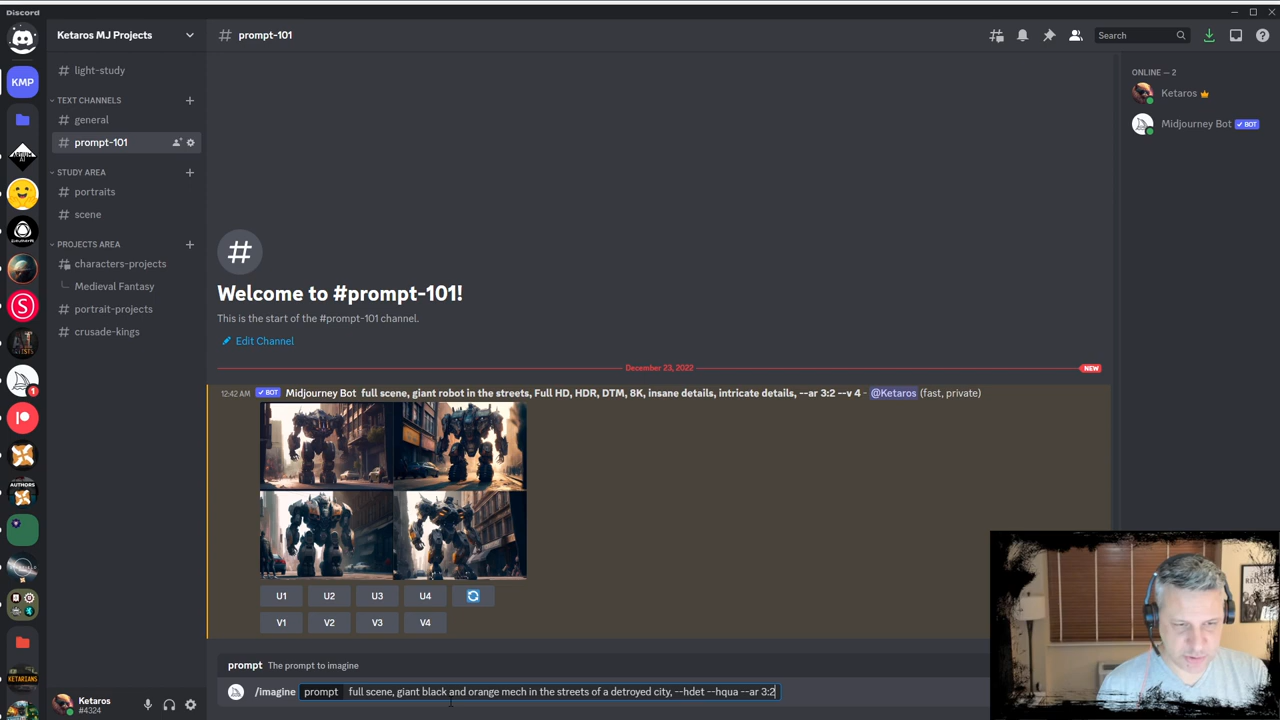 Discord
Ketaros MJ Projects
prompt-101
Search
light-study
KMP
TEXT CHANNELS
general
prompt-101
STUDY AREA
portraits
scene
PROJECTS AREA
characters-projects
Medieval Fantasy
portrait-projects
crusade-kings
ONLINE — 2
Ketaros
Midjourney Bot ✓ BOT
Welcome to #prompt-101!
This is the start of the #prompt-101 channel.
Edit Channel
December 23, 2022
NEW
12:42 AM ✓ BOT Midjourney Bot full scene, giant robot in the streets, Full HD, HDR, DTM, 8K, insane details, intricate details, --ar 3:2 --v 4 - @Ketaros (fast, private)
U1 U2 U3 U4
V1 V2 V3 V4
prompt The prompt to imagine
/imagine prompt full scene, giant black and orange mech in the streets of a detroyed city, --hdet --hqua --ar 3:2
Ketaros
#4324
AUTHORS
KETARIANS
1
S